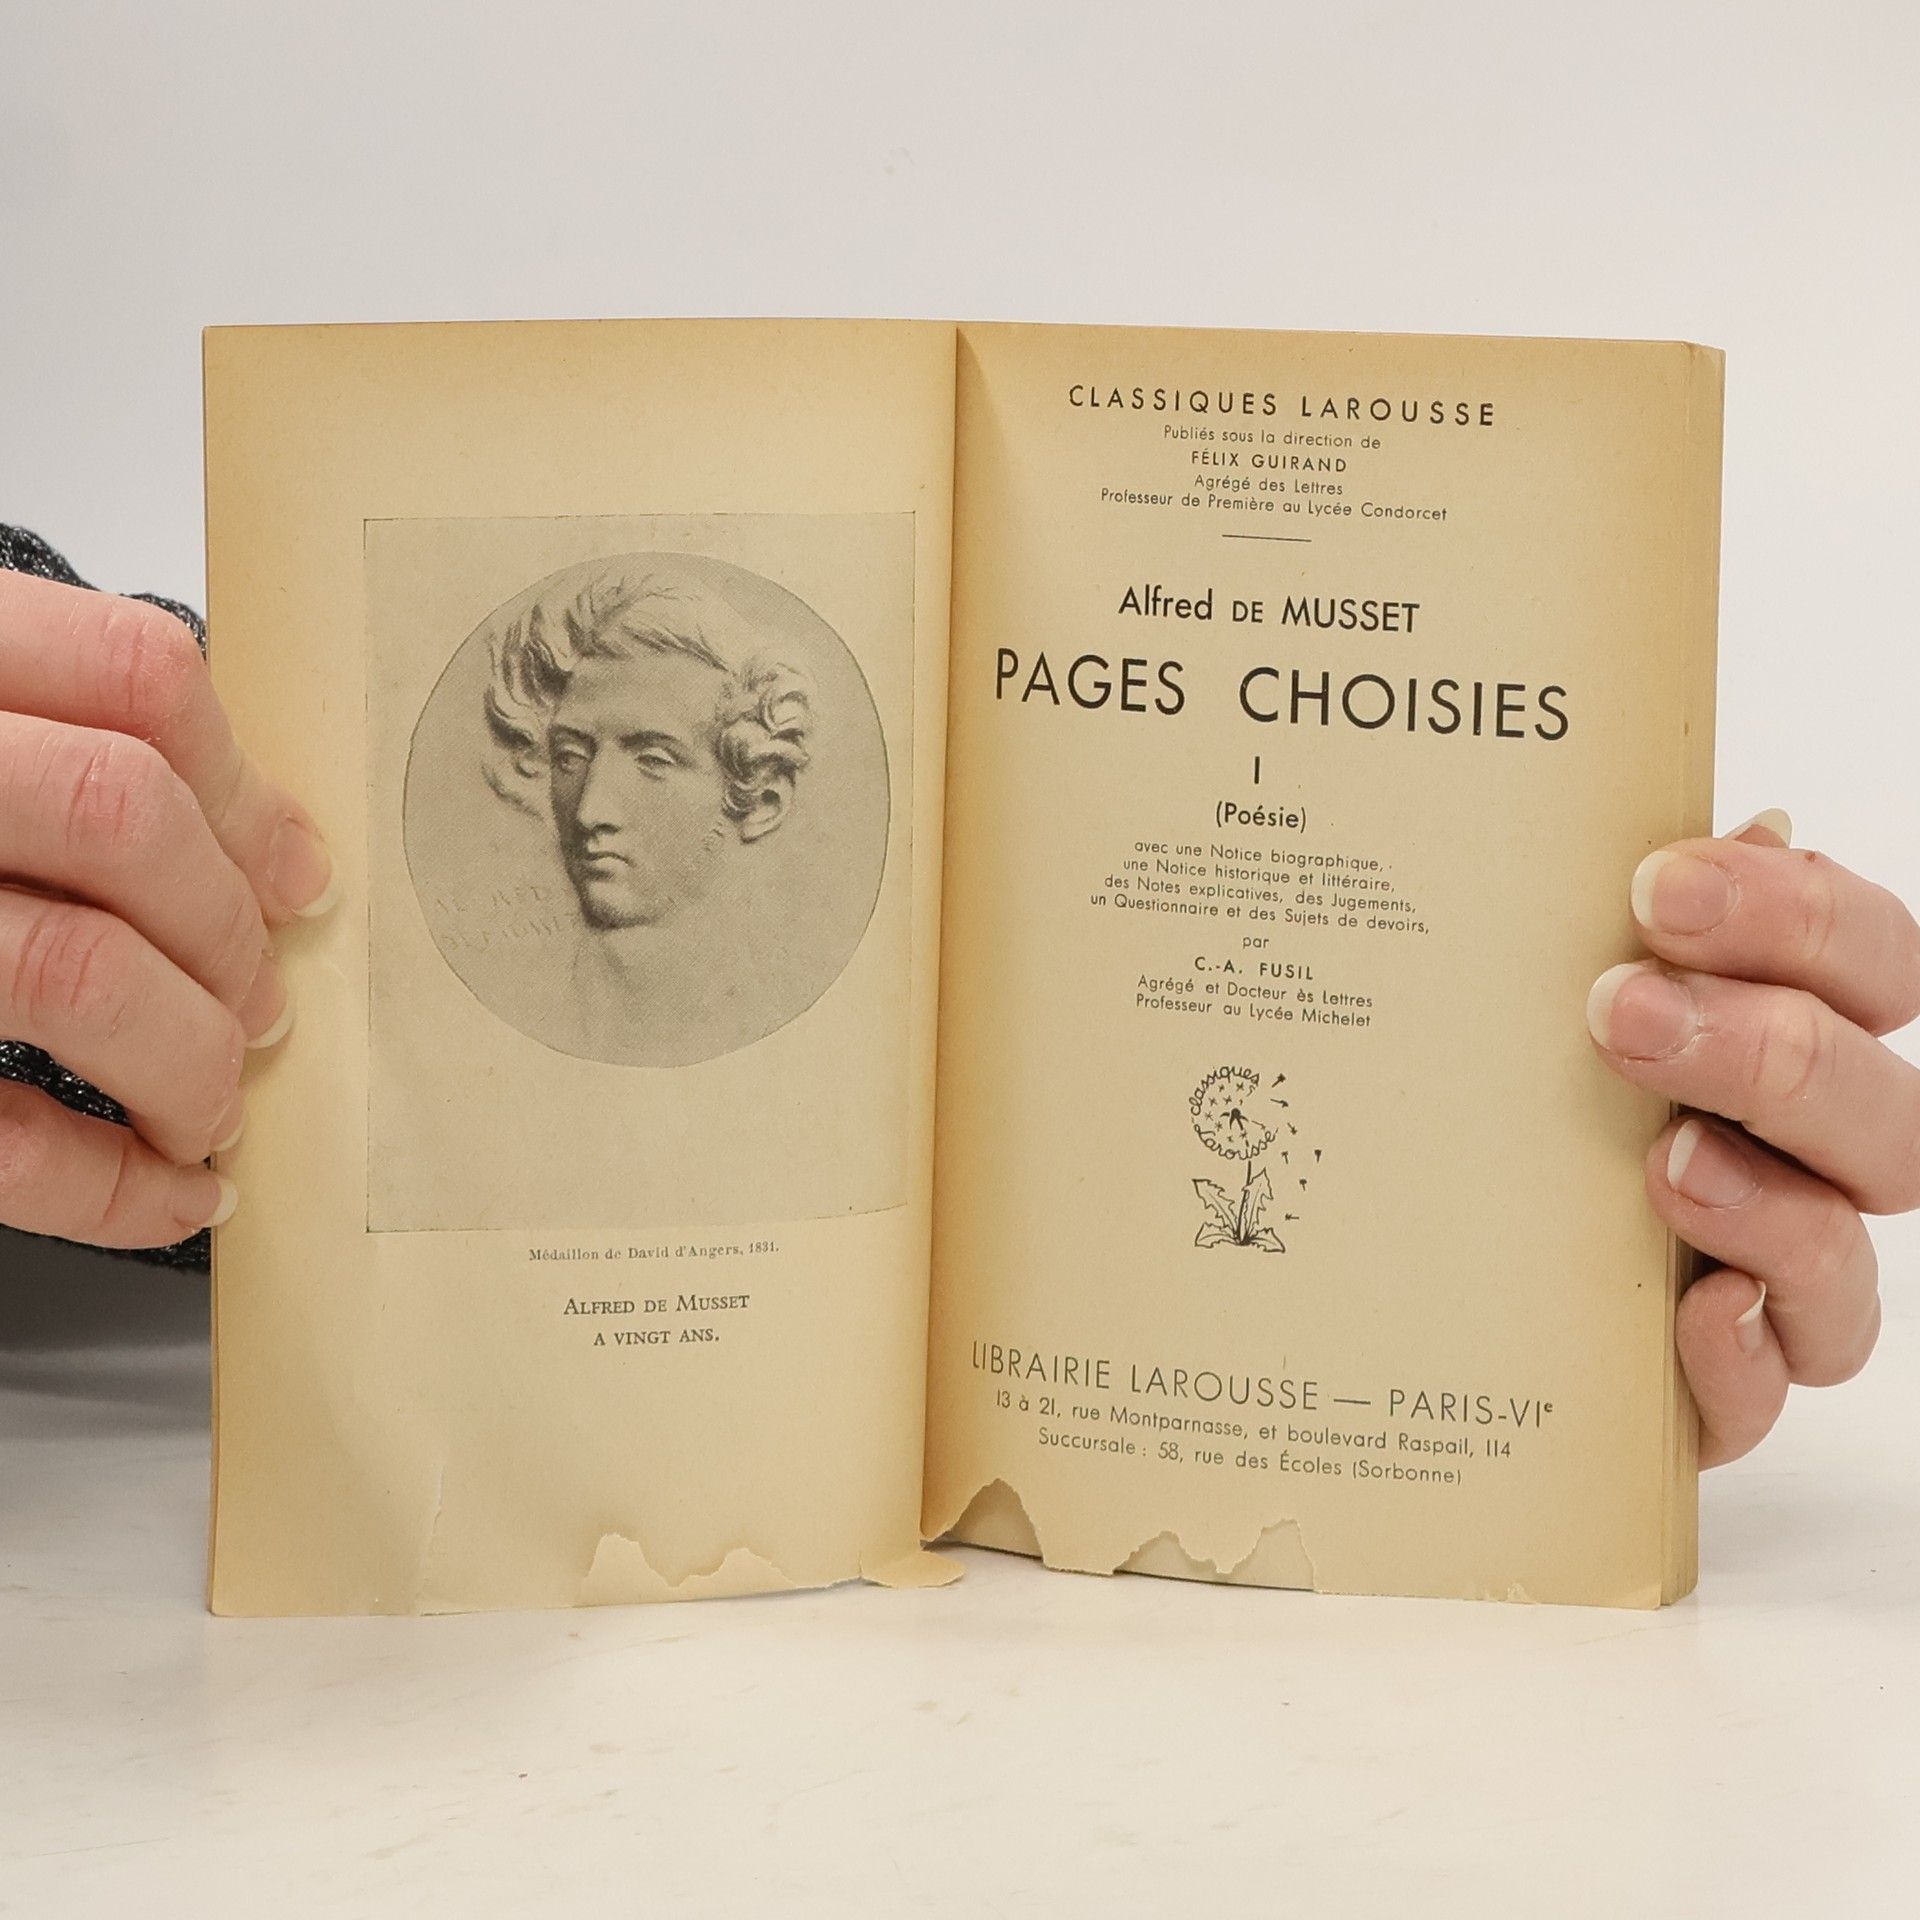 Médaillon de David d'Angers, 1831.
ALFRED DE MUSSET
A VINGT ANS.
CLASSIQUES LAROUSSE
Publiés sous la direction de
FÉLIX GUIRAND
Agrégé des Lettres
Professeur de Première au Lycée Condorcet
Alfred DE MUSSET
PAGES CHOISIES
I
(Poésie)
avec une Notice biographique,
une Notice historique et littéraire,
des Notes explicatives, des Jugements,
un Questionnaire et des Sujets de devoirs,
par
C.-A. FUSIL
Agrégé et Docteur ès Lettres
Professeur au Lycée Michelet
Classiques
Larousse
LIBRAIRIE LAROUSSE — PARIS-VIe
13 à 21, rue Montparnasse, et boulevard Raspail, 114
Succursale : 58, rue des Écoles (Sorbonne)